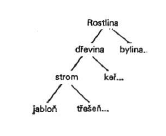 Rostlina
dřevina bylina..
strom keř...
jabloň třešeň...